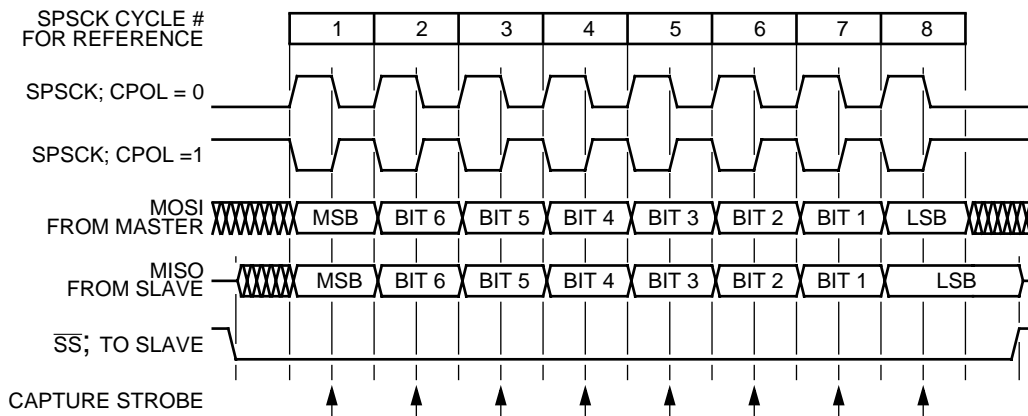 SPSCK CYCLE #
FOR REFERENCE
1 2 3 4 5 6 7 8
SPSCK; CPOL = 0
SPSCK; CPOL =1
MOSI
FROM MASTER
MSB BIT 6 BIT 5 BIT 4 BIT 3 BIT 2 BIT 1 LSB
MISO
FROM SLAVE
MSB BIT 6 BIT 5 BIT 4 BIT 3 BIT 2 BIT 1 LSB
SS; TO SLAVE
CAPTURE STROBE